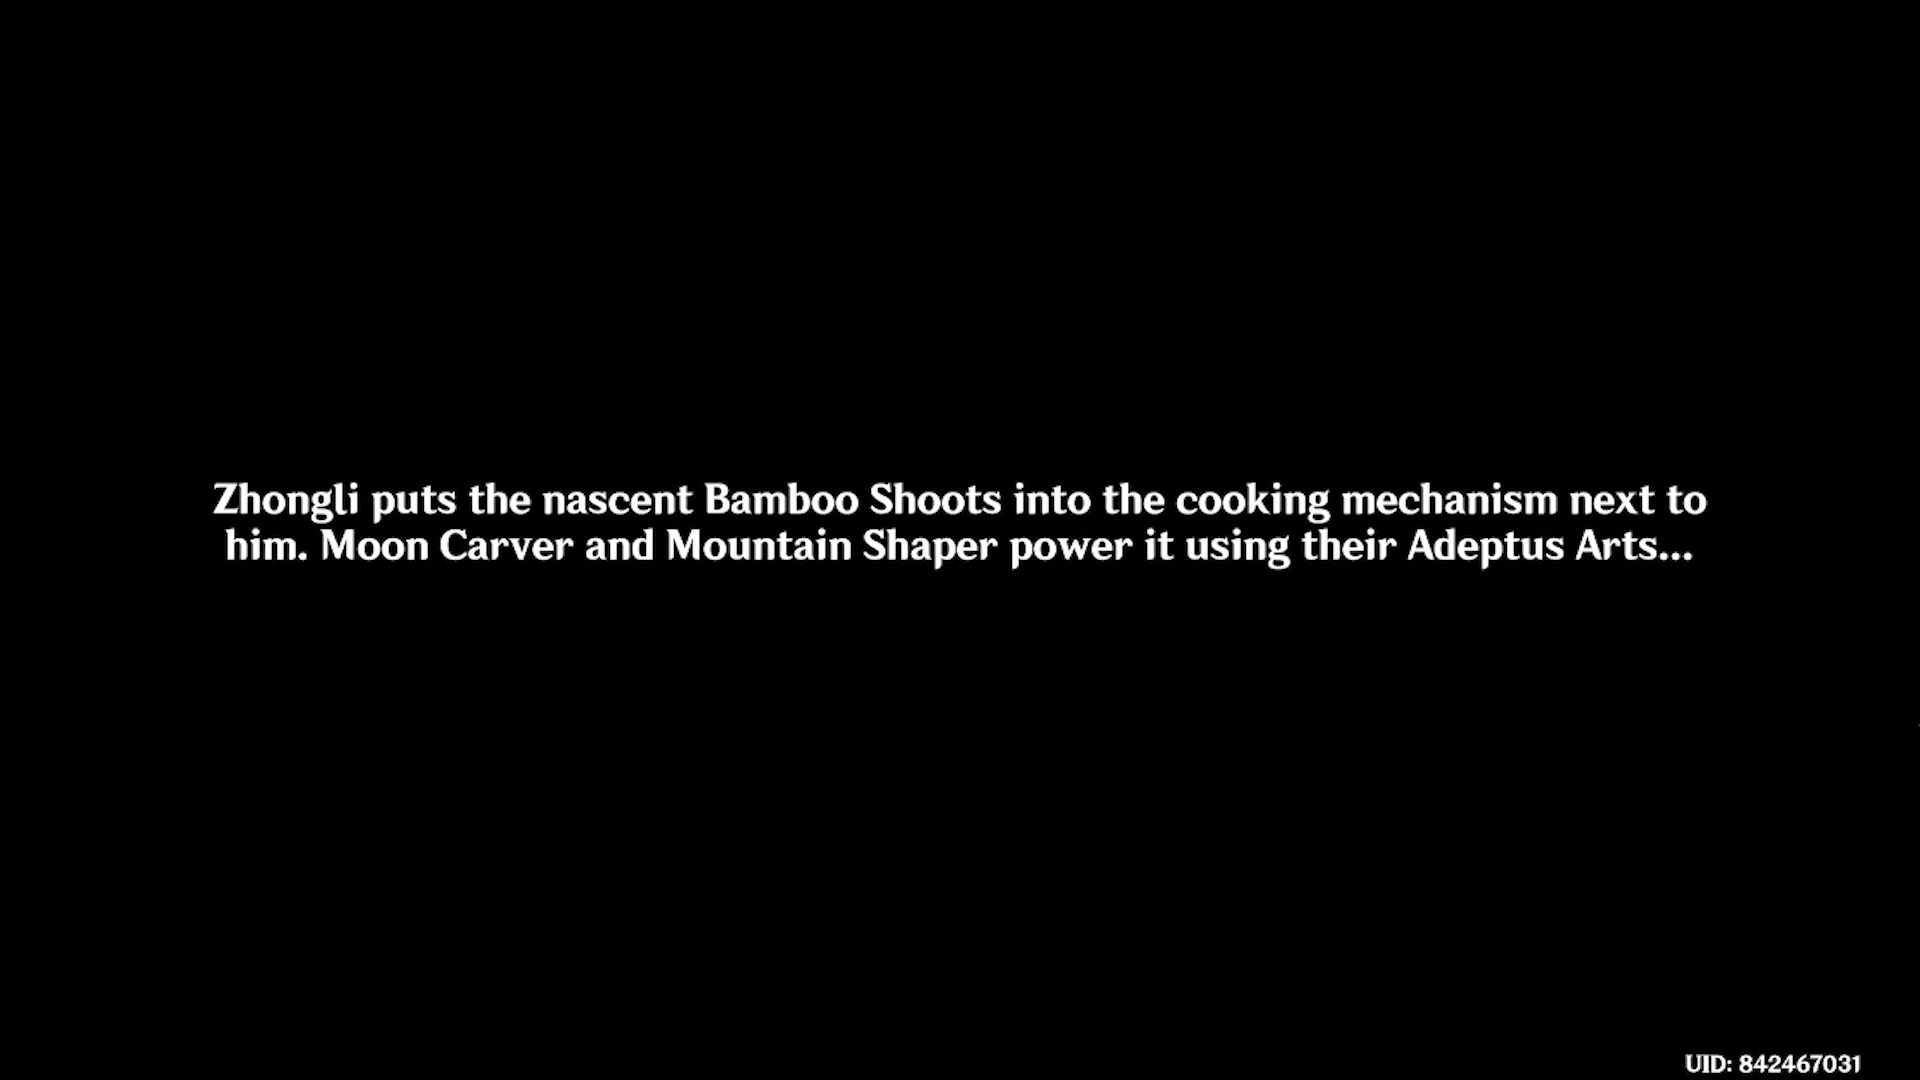 Zhongli puts the nascent Bamboo Shoots into the cooking mechanism next to
him. Moon Carver and Mountain Shaper power it using their Adeptus Arts...
UID: 842467031